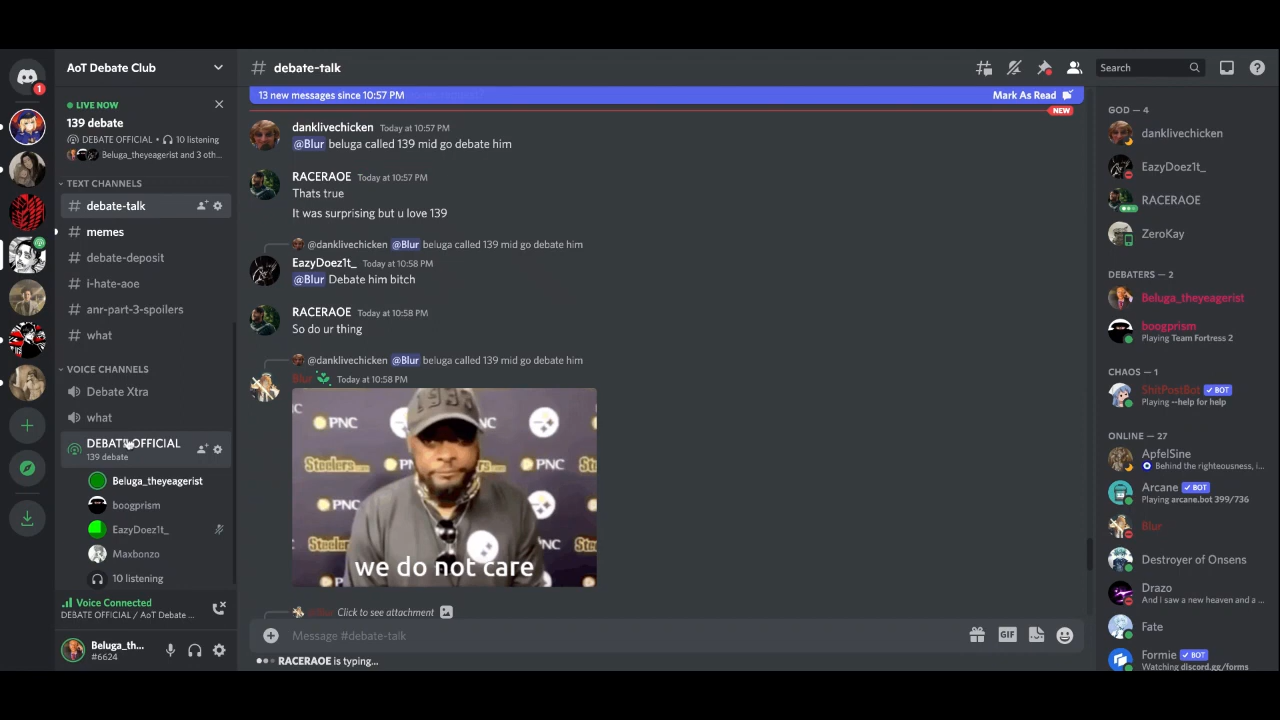 AoT Debate Club
LIVE NOW
139 debate
DEBATE OFFICIAL • 10 listening
Beluga_theyeagerist and 3 oth...
TEXT CHANNELS
# debate-talk
# memes
# debate-deposit
# i-hate-aoe
# anr-part-3-spoilers
# what
VOICE CHANNELS
Debate Xtra
what
DEBATE OFFICIAL
139 debate
Beluga_theyeagerist
boogprism
EazyDoez1t_
Maxbonzo
10 listening
Voice Connected
DEBATE OFFICIAL / AoT Debate ...
Beluga_th...
#6624
1
# debate-talk
Search
13 new messages since 10:57 PM Mark As Read
NEW
danklivechicken Today at 10:57 PM
@Blur beluga called 139 mid go debate him
RACERAOE Today at 10:57 PM
Thats true
It was surprising but u love 139
@danklivechicken @Blur beluga called 139 mid go debate him
EazyDoez1t_ Today at 10:58 PM
@Blur Debate him bitch
RACERAOE Today at 10:58 PM
So do ur thing
@danklivechicken @Blur beluga called 139 mid go debate him
Blur Today at 10:58 PM
PNC
Steelers
we do not care
@Blur Click to see attachment
Message #debate-talk
GIF
RACERAOE is typing...
GOD — 4
danklivechicken
EazyDoez1t_
RACERAOE
ZeroKay
DEBATERS — 2
Beluga_theyeagerist
boogprism
Playing Team Fortress 2
CHAOS — 1
ShitPostBot BOT
Playing --help for help
ONLINE — 27
ApfelSine
Behind the righteousness, i...
Arcane BOT
Playing arcane.bot 399/736
Blur
Destroyer of Onsens
Drazo
And I saw a new heaven and a ...
Fate
Formie BOT
Watching discord.gg/forms